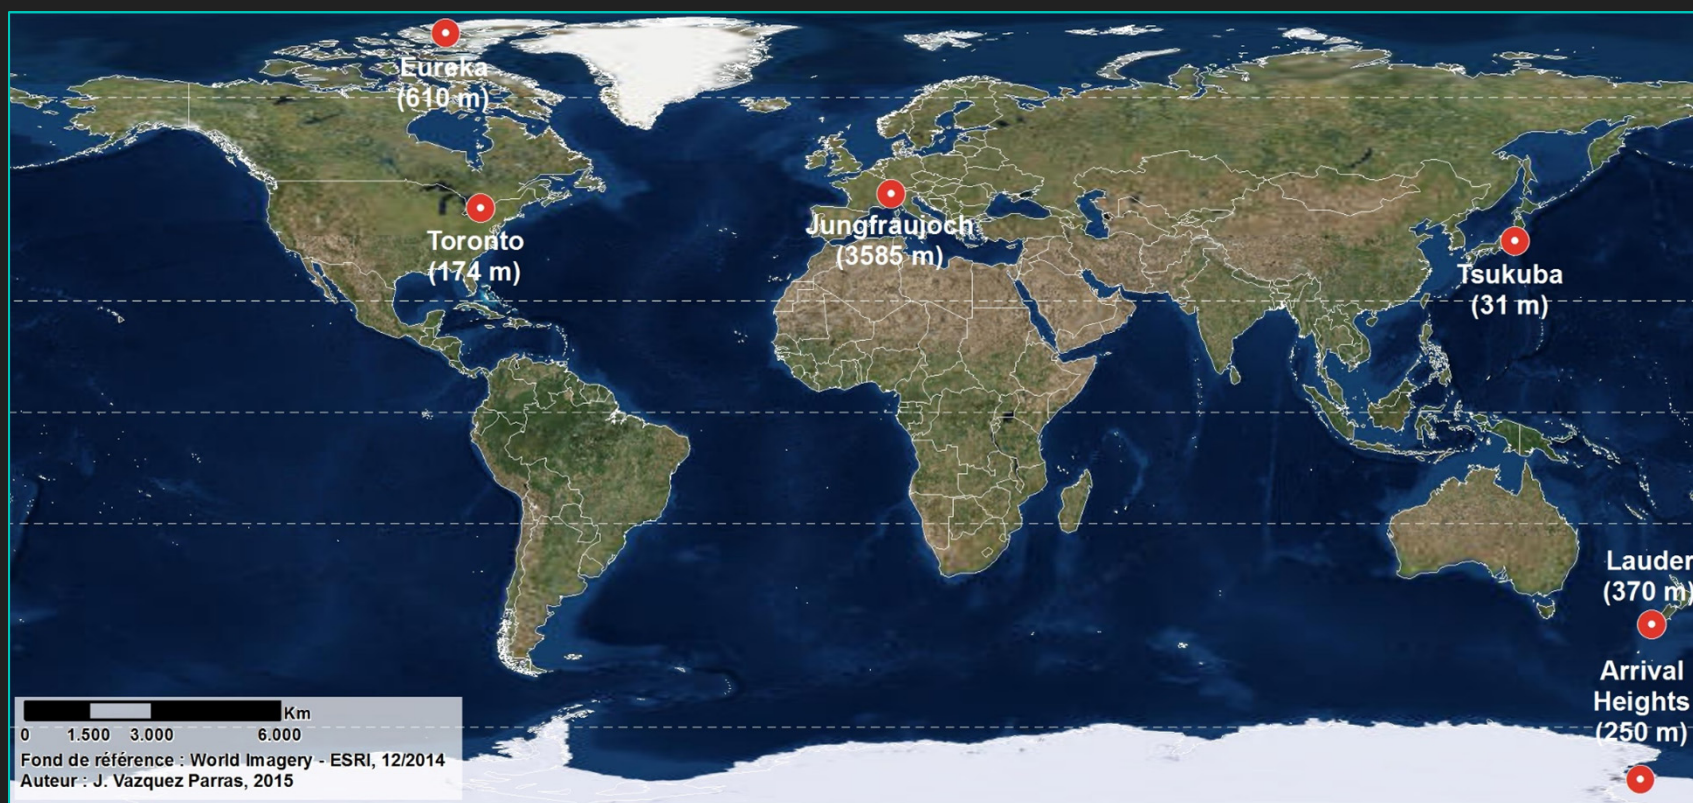 Eureka
(610 m)
Toronto
(174 m)
Jungfraujoch
(3585 m)
Tsukuba
(31 m)
Lauder
(370 m)
Arrival
Heights
(250 m)
Km
0 1.500 3.000 6.000
Fond de référence : World Imagery - ESRI, 12/2014
Auteur : J. Vazquez Parras, 2015